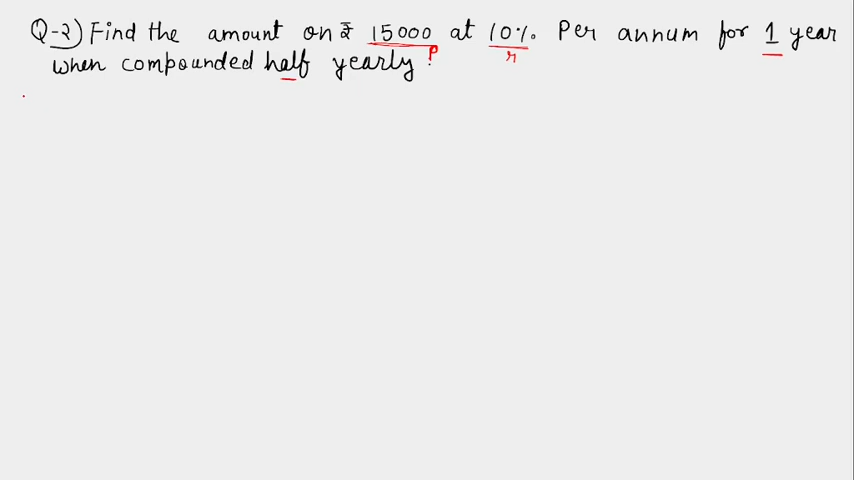 Q-2) Find the amount on ₹ 15000 at 10%. Per annum for 1 year
P
r
when compounded half yearly?